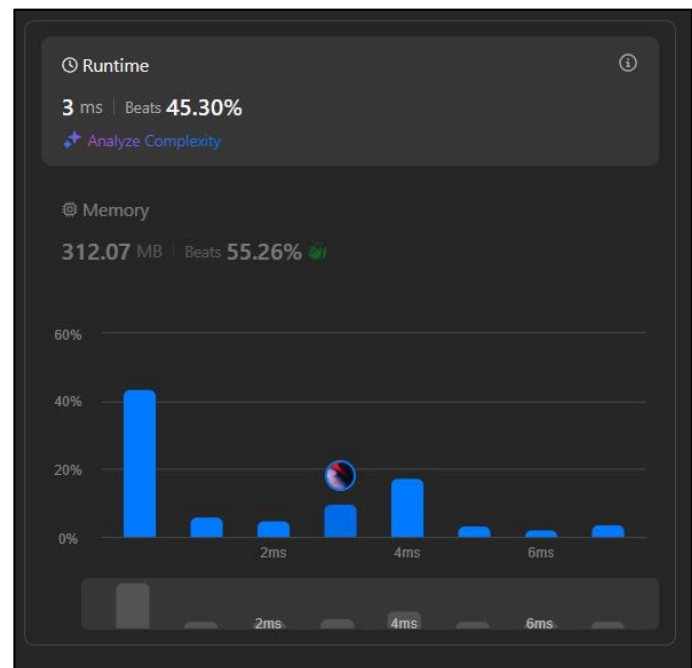 Runtime
3 ms | Beats 45.30%
Analyze Complexity
Memory
312.07 MB | Beats 55.26%
60%
40%
20%
0%
2ms 4ms 6ms
2ms 4ms 6ms